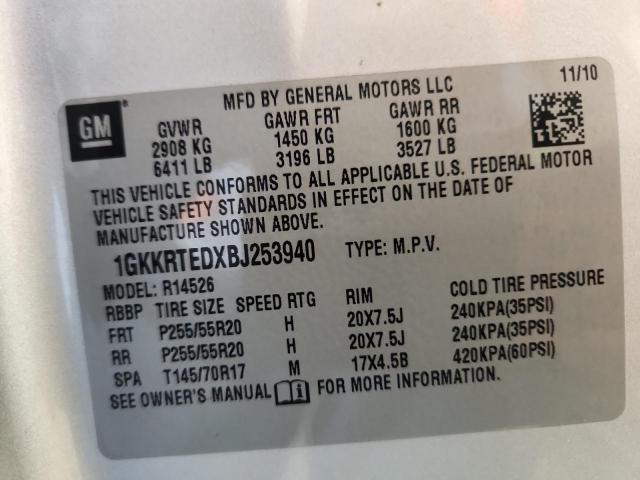 MFD BY GENERAL MOTORS LLC 11/10
GM ®
GVWR GAWR FRT GAWR RR
2908 KG 1450 KG 1600 KG
6411 LB 3196 LB 3527 LB
THIS VEHICLE CONFORMS TO ALL APPLICABLE U.S. FEDERAL MOTOR
VEHICLE SAFETY STANDARDS IN EFFECT ON THE DATE OF
MANUFACTURE SHOWN ABOVE.
1GKKRTEDXBJ253940 TYPE: M.P.V.
MODEL: R14526
RBBP TIRE SIZE SPEED RTG RIM COLD TIRE PRESSURE
FRT P255/55R20 H 20X7.5J 240KPA(35PSI)
RR P255/55R20 H 20X7.5J 240KPA(35PSI)
SPA T145/70R17 M 17X4.5B 420KPA(60PSI)
SEE OWNER'S MANUAL i FOR MORE INFORMATION.